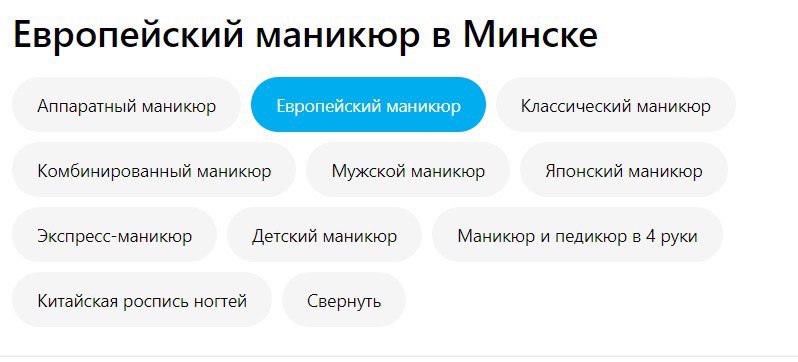 Европейский маникюр в Минске
Аппаратный маникюр Европейский маникюр Классический маникюр
Комбинированный маникюр Мужской маникюр Японский маникюр
Экспресс-маникюр Детский маникюр Маникюр и педикюр в 4 руки
Китайская роспись ногтей Свернуть